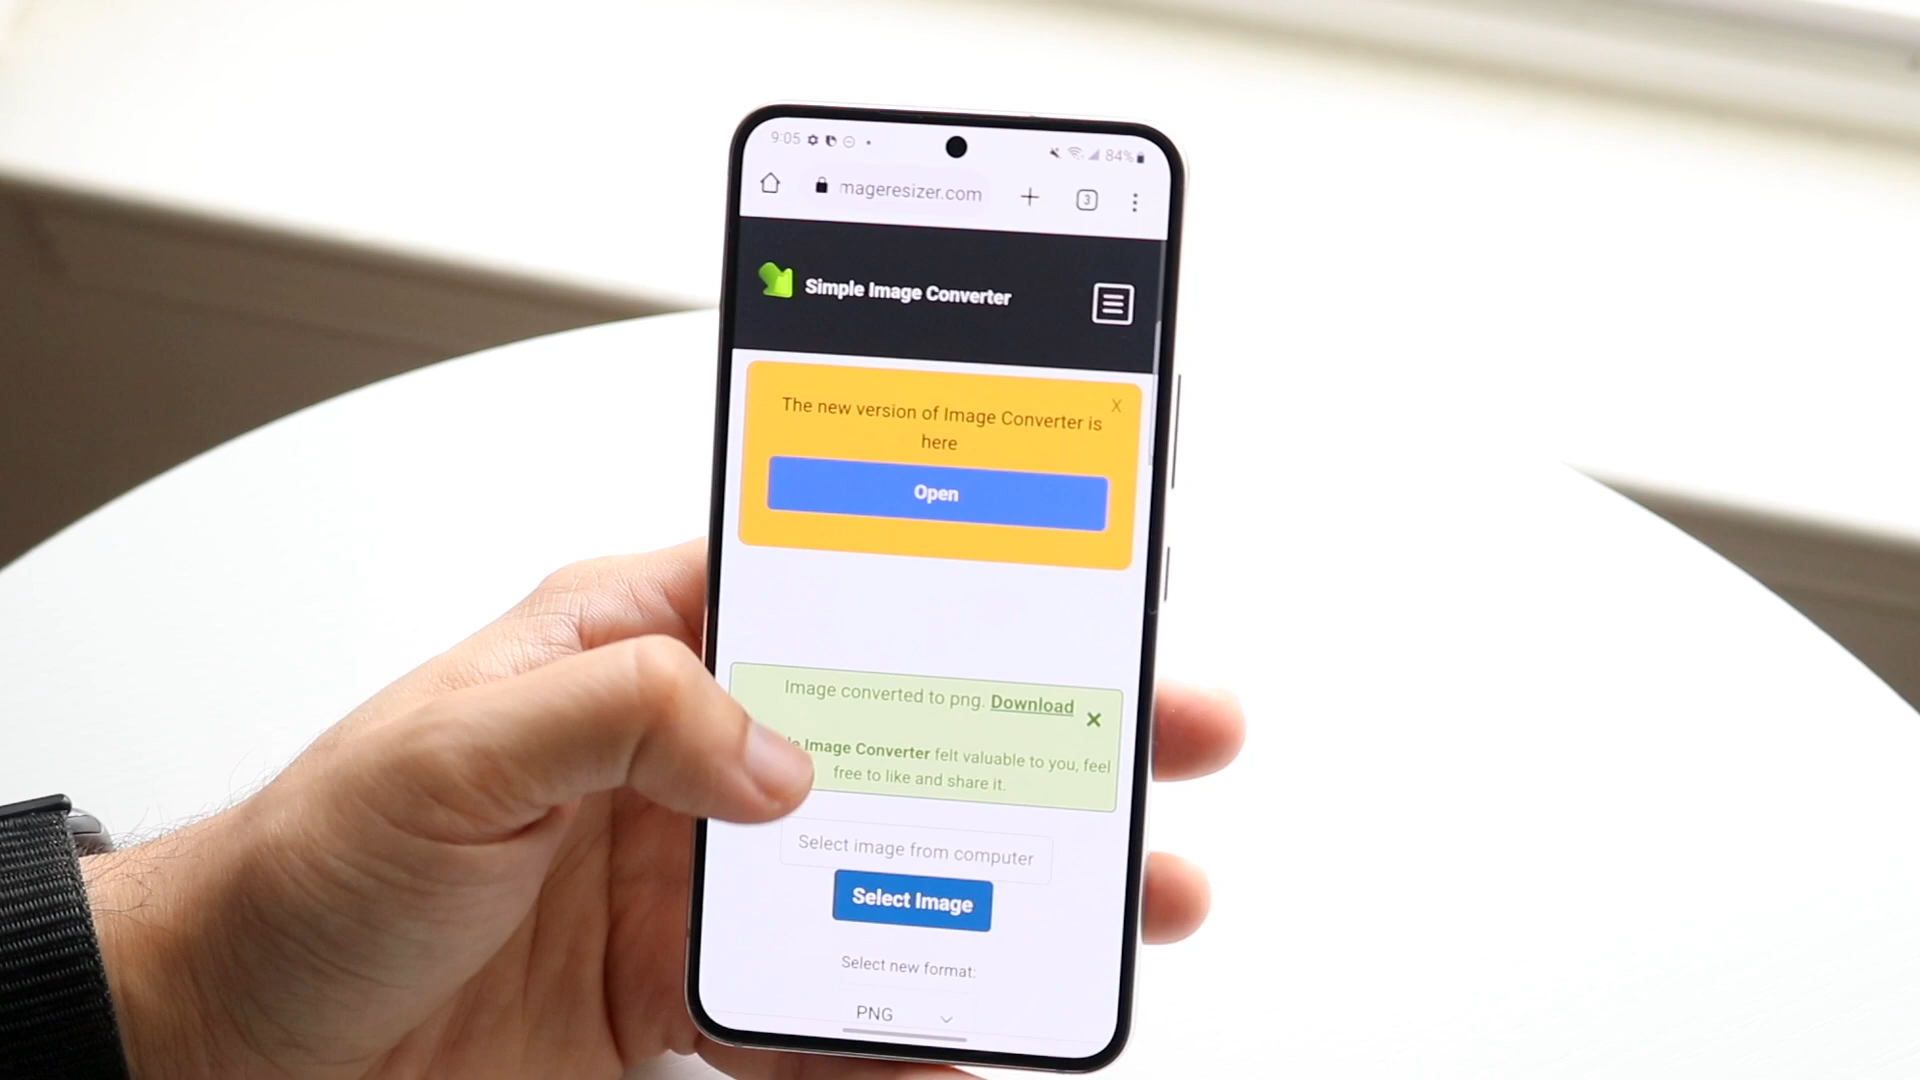 9:05 84%
mageresizer.com 3
Simple Image Converter
The new version of Image Converter is X
here
Open
Image converted to png. Download
Image Converter felt valuable to you, feel
free to like and share it.
Select image from computer
Select Image
Select new format:
PNG